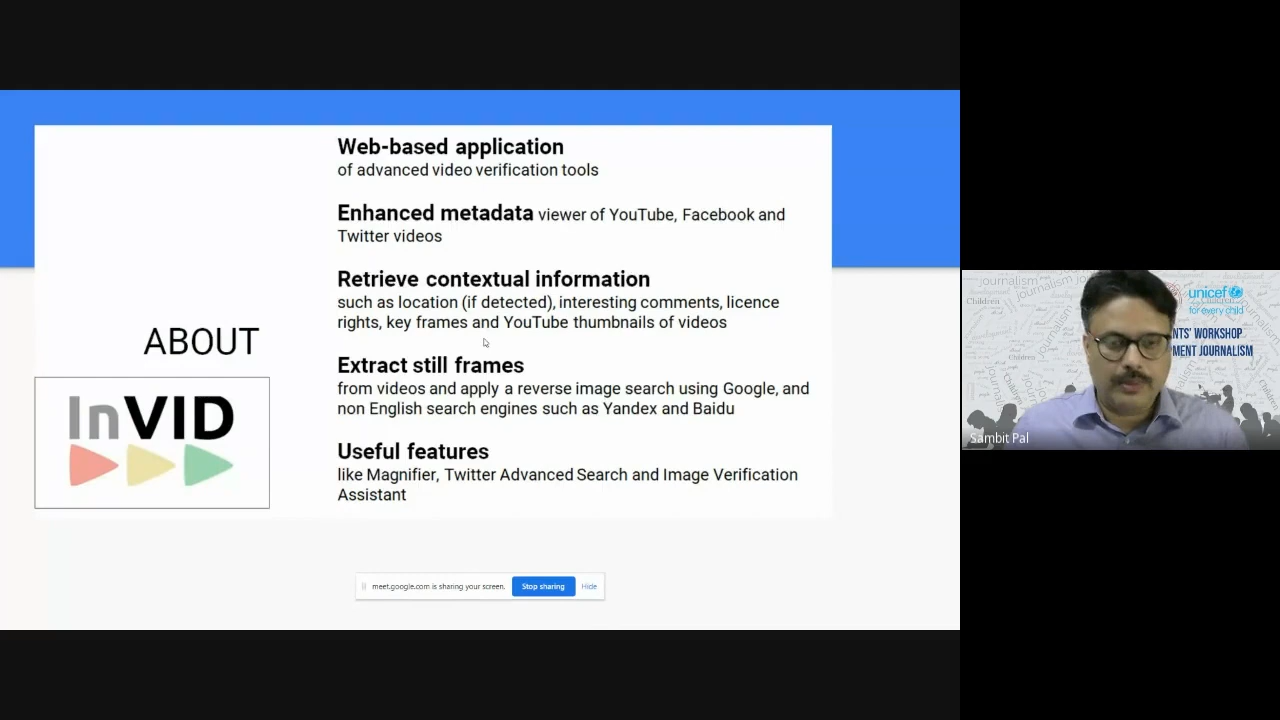 Web-based application
of advanced video verification tools
Enhanced metadata viewer of YouTube, Facebook and
Twitter videos
Retrieve contextual information
such as location (if detected), interesting comments, licence
rights, key frames and YouTube thumbnails of videos
ABOUT
Extract still frames
from videos and apply a reverse image search using Google, and
non English search engines such as Yandex and Baidu
InVID
Useful features
like Magnifier, Twitter Advanced Search and Image Verification
Assistant
meet.google.com is sharing your screen. Stop sharing Hide
journalism
Children
unicef
for every child
NTS' WORKSHOP
MENT JOURNALISM
Sambit Pal